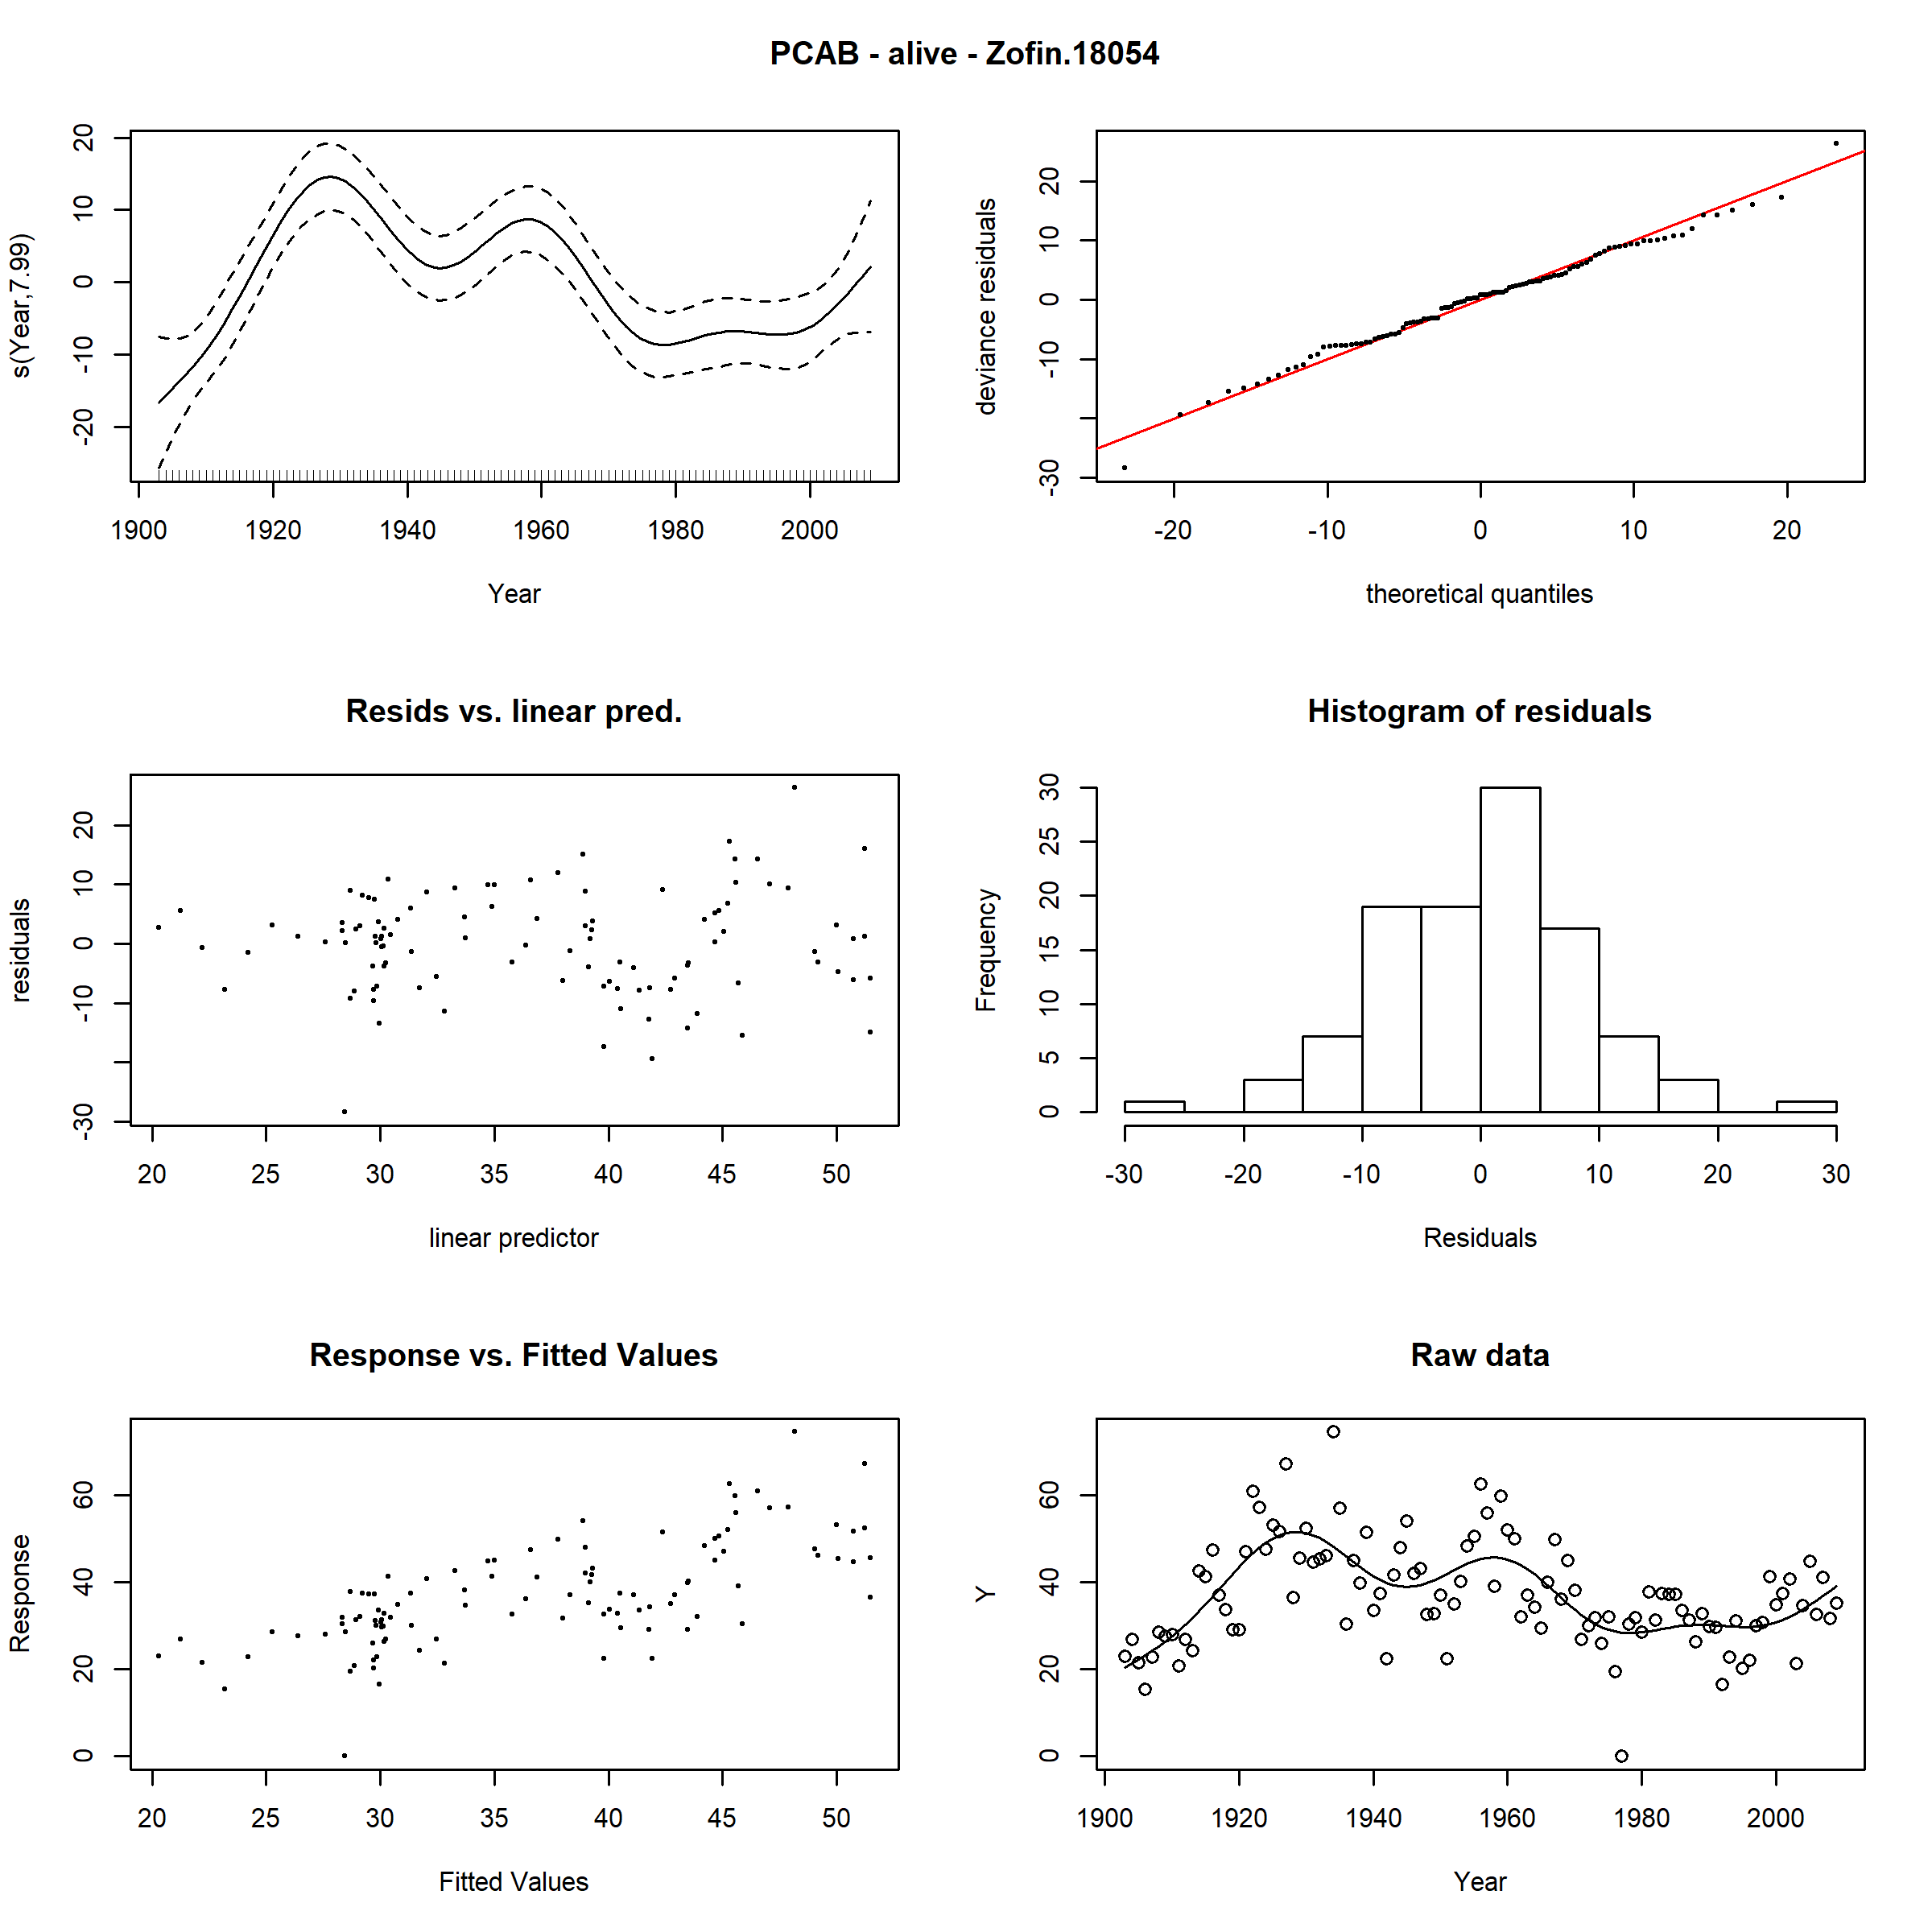 PCAB - alive - Zofin.18054
s(Year,7.99)
20
10
0
-10
-20
1900 1920 1940 1960 1980 2000
Year
deviance residuals
20
10
0
-10
-30
-20 -10 0 10 20
theoretical quantiles
Resids vs. linear pred.
residuals
20
10
0
-10
-30
20 25 30 35 40 45 50
linear predictor
Histogram of residuals
Frequency
30
25
20
15
10
5
0
-30 -20 -10 0 10 20 30
Residuals
Response vs. Fitted Values
Response
60
40
20
0
20 25 30 35 40 45 50
Fitted Values
Raw data
Y
60
40
20
0
1900 1920 1940 1960 1980 2000
Year